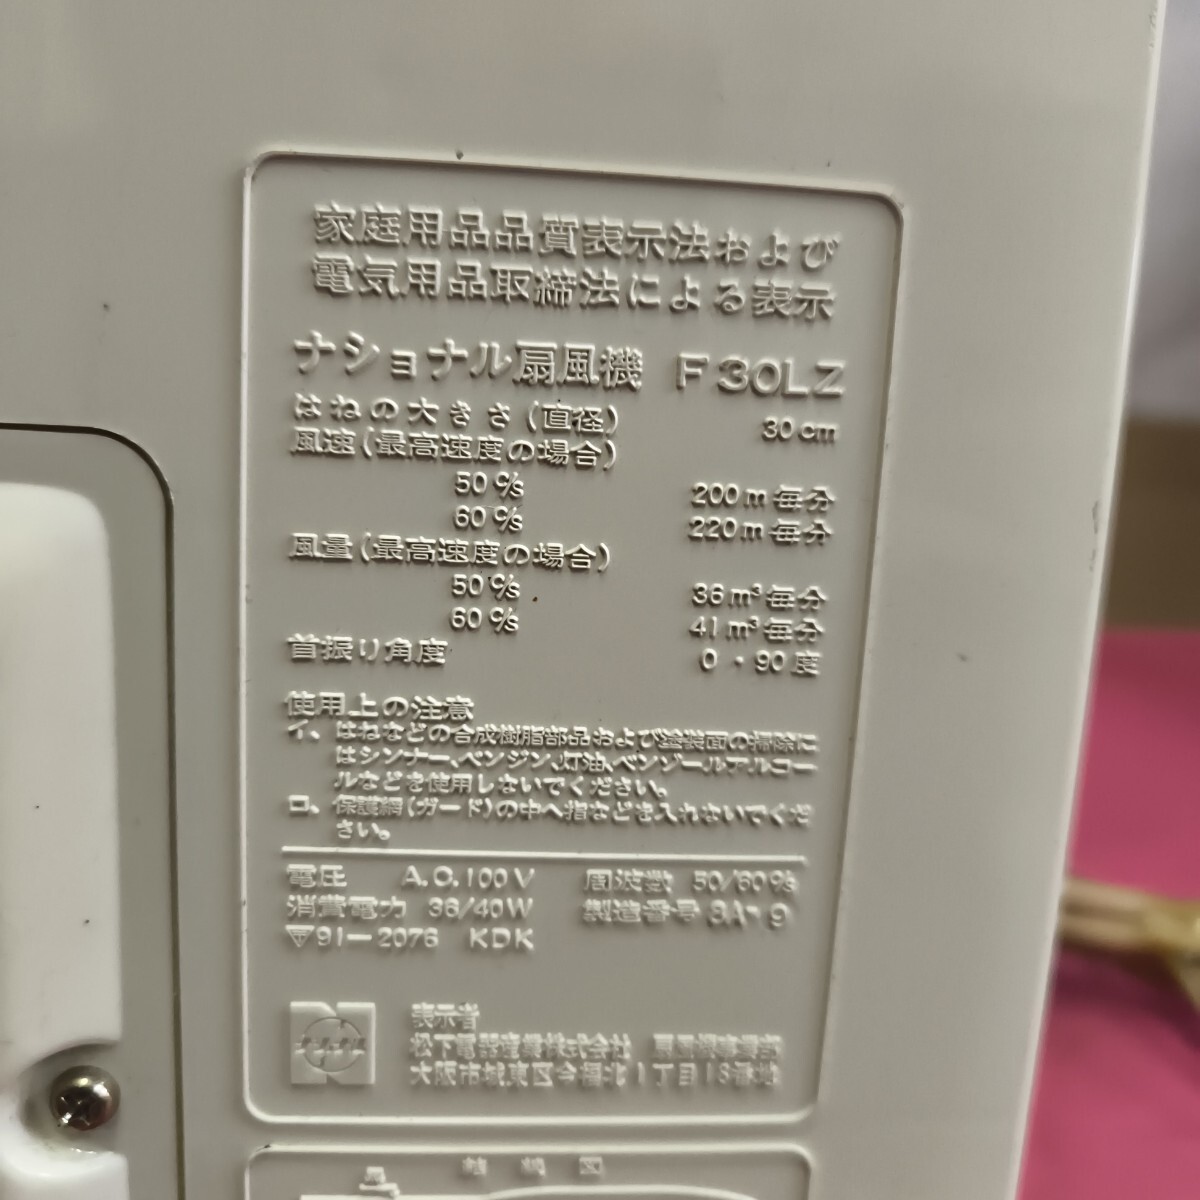 家庭用品品質表示法および
電気用品取締法による表示
ナショナル扇風機 F30LZ
はねの大きさ(直径) 30cm
風速(最高速度の場合)
50 c/s 200m毎分
60 c/s 220m毎分
風量(最高速度の場合)
50 c/s 36m³毎分
60 c/s 41m³毎分
首振り角度 0・90度
使用上の注意
イ、はねなどの合成樹脂部品および塗装面の掃除に
はシンナー、ベンジン、灯油、ベンゾールアルコー
ルなどを使用しないでください。
ロ、保護網(ガード)の中へ指などを入れないでくだ
さい。
電圧 A.C.100V 周波数 50/60c/s
消費電力 36/40W 製造番号
91-2076 KDK
表示者
松下電器産業株式会社
大阪市城東区今福北1丁目13番地
結線図